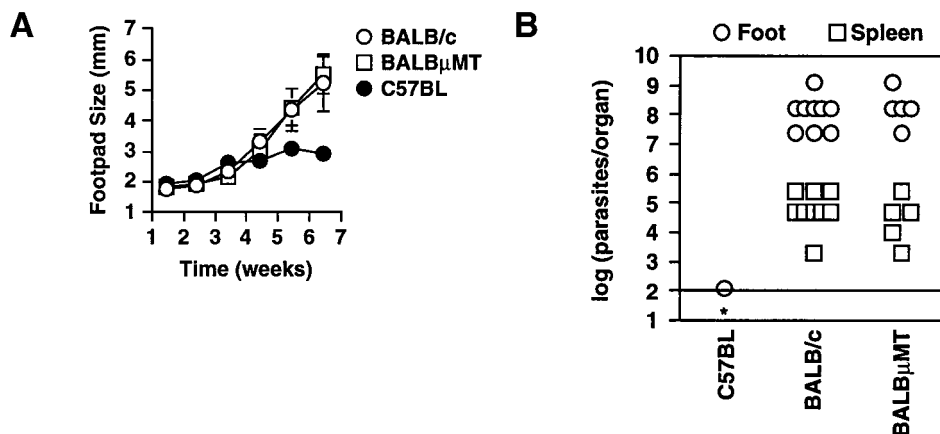 A
Footpad Size (mm)
7
6
5
4
3
2
1
1 2 3 4 5 6 7
Time (weeks)
BALB/c
BALBμMT
C57BL
B
Foot
Spleen
log (parasites/organ)
10
9
8
7
6
5
4
3
2
1
*
C57BL
BALB/c
BALBμMT